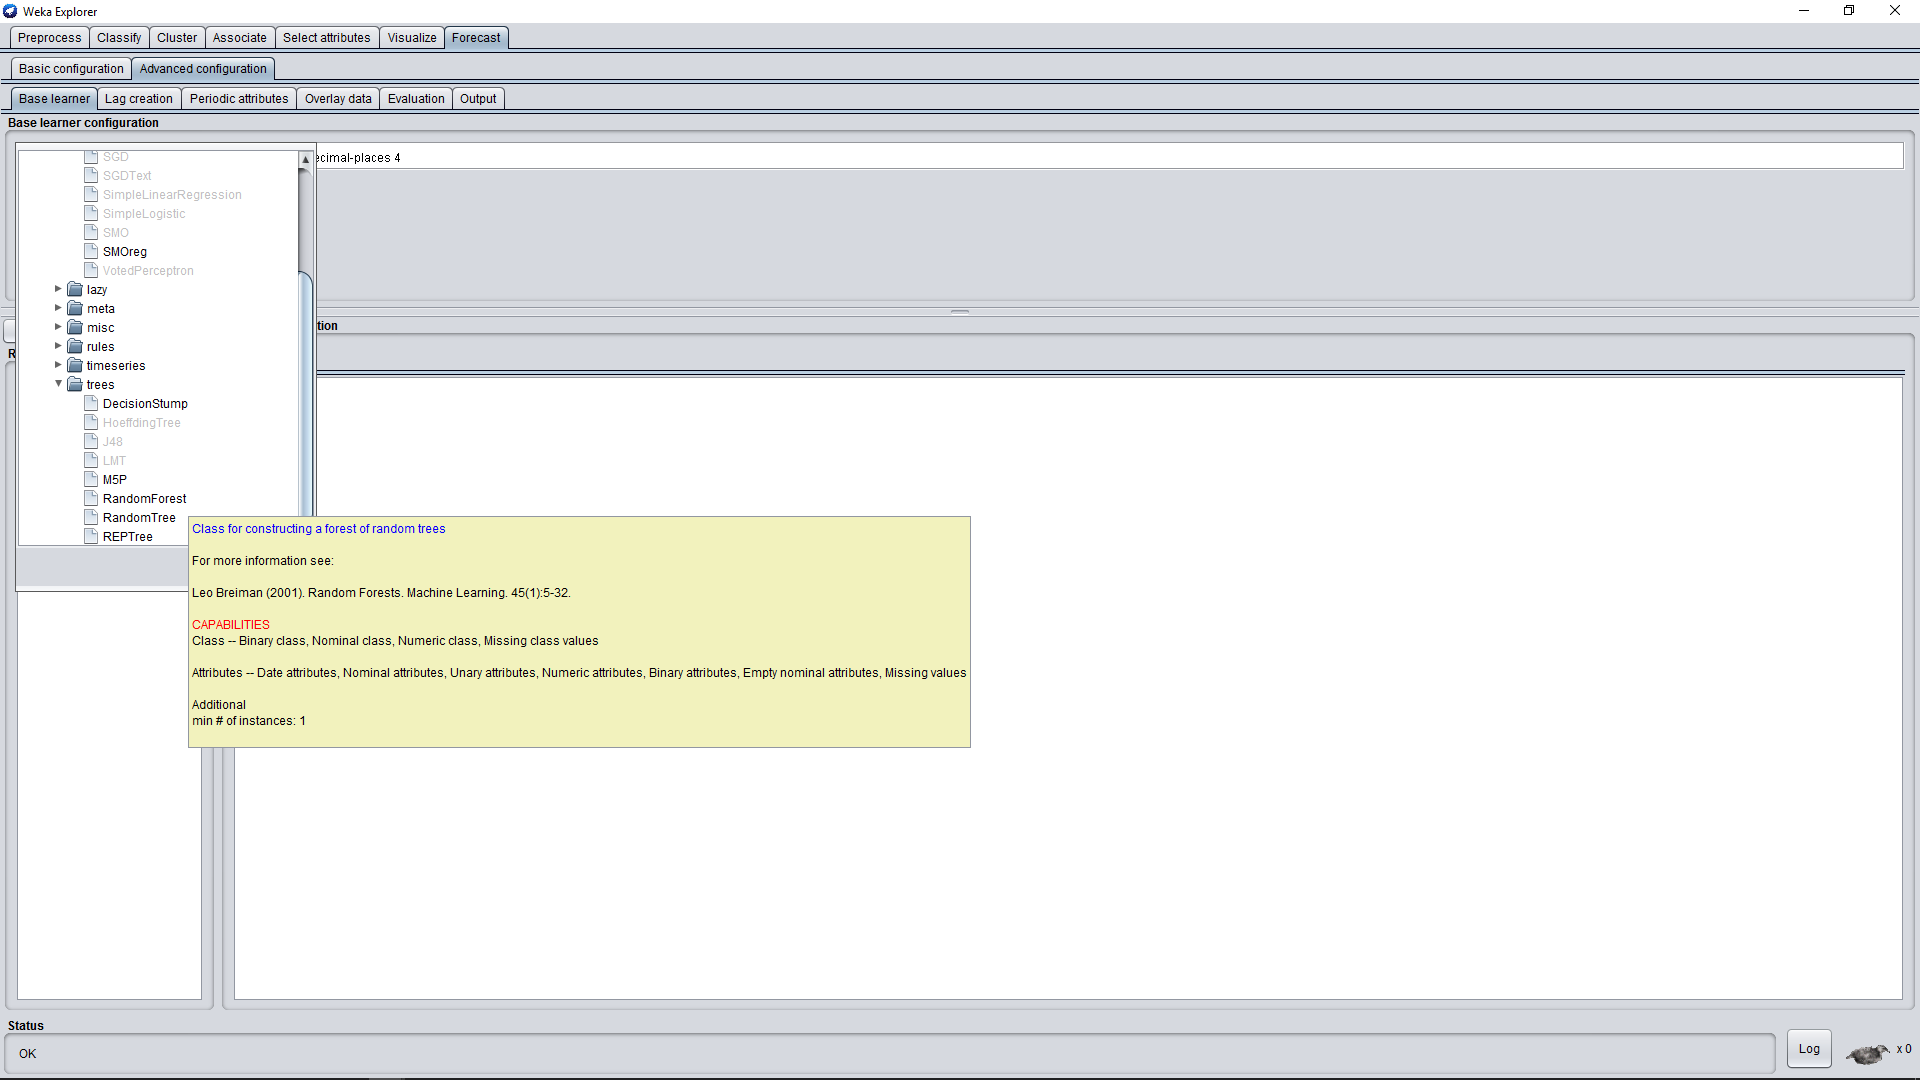 Weka Explorer
Preprocess Classify Cluster Associate Select attributes Visualize Forecast
Basic configuration Advanced configuration
Base learner Lag creation Periodic attributes Overlay data Evaluation Output
Base learner configuration
ecimal-places 4
SGD
SGDText
SimpleLinearRegression
SimpleLogistic
SMO
SMOreg
VotedPerceptron
lazy
meta
misc
rules
timeseries
trees
DecisionStump
HoeffdingTree
J48
LMT
M5P
RandomForest
RandomTree
REPTree
tion
R
Class for constructing a forest of random trees
For more information see:
Leo Breiman (2001). Random Forests. Machine Learning. 45(1):5-32.
CAPABILITIES
Class -- Binary class, Nominal class, Numeric class, Missing class values
Attributes -- Date attributes, Nominal attributes, Unary attributes, Numeric attributes, Binary attributes, Empty nominal attributes, Missing values
Additional
min # of instances: 1
Status
OK
Log
x 0